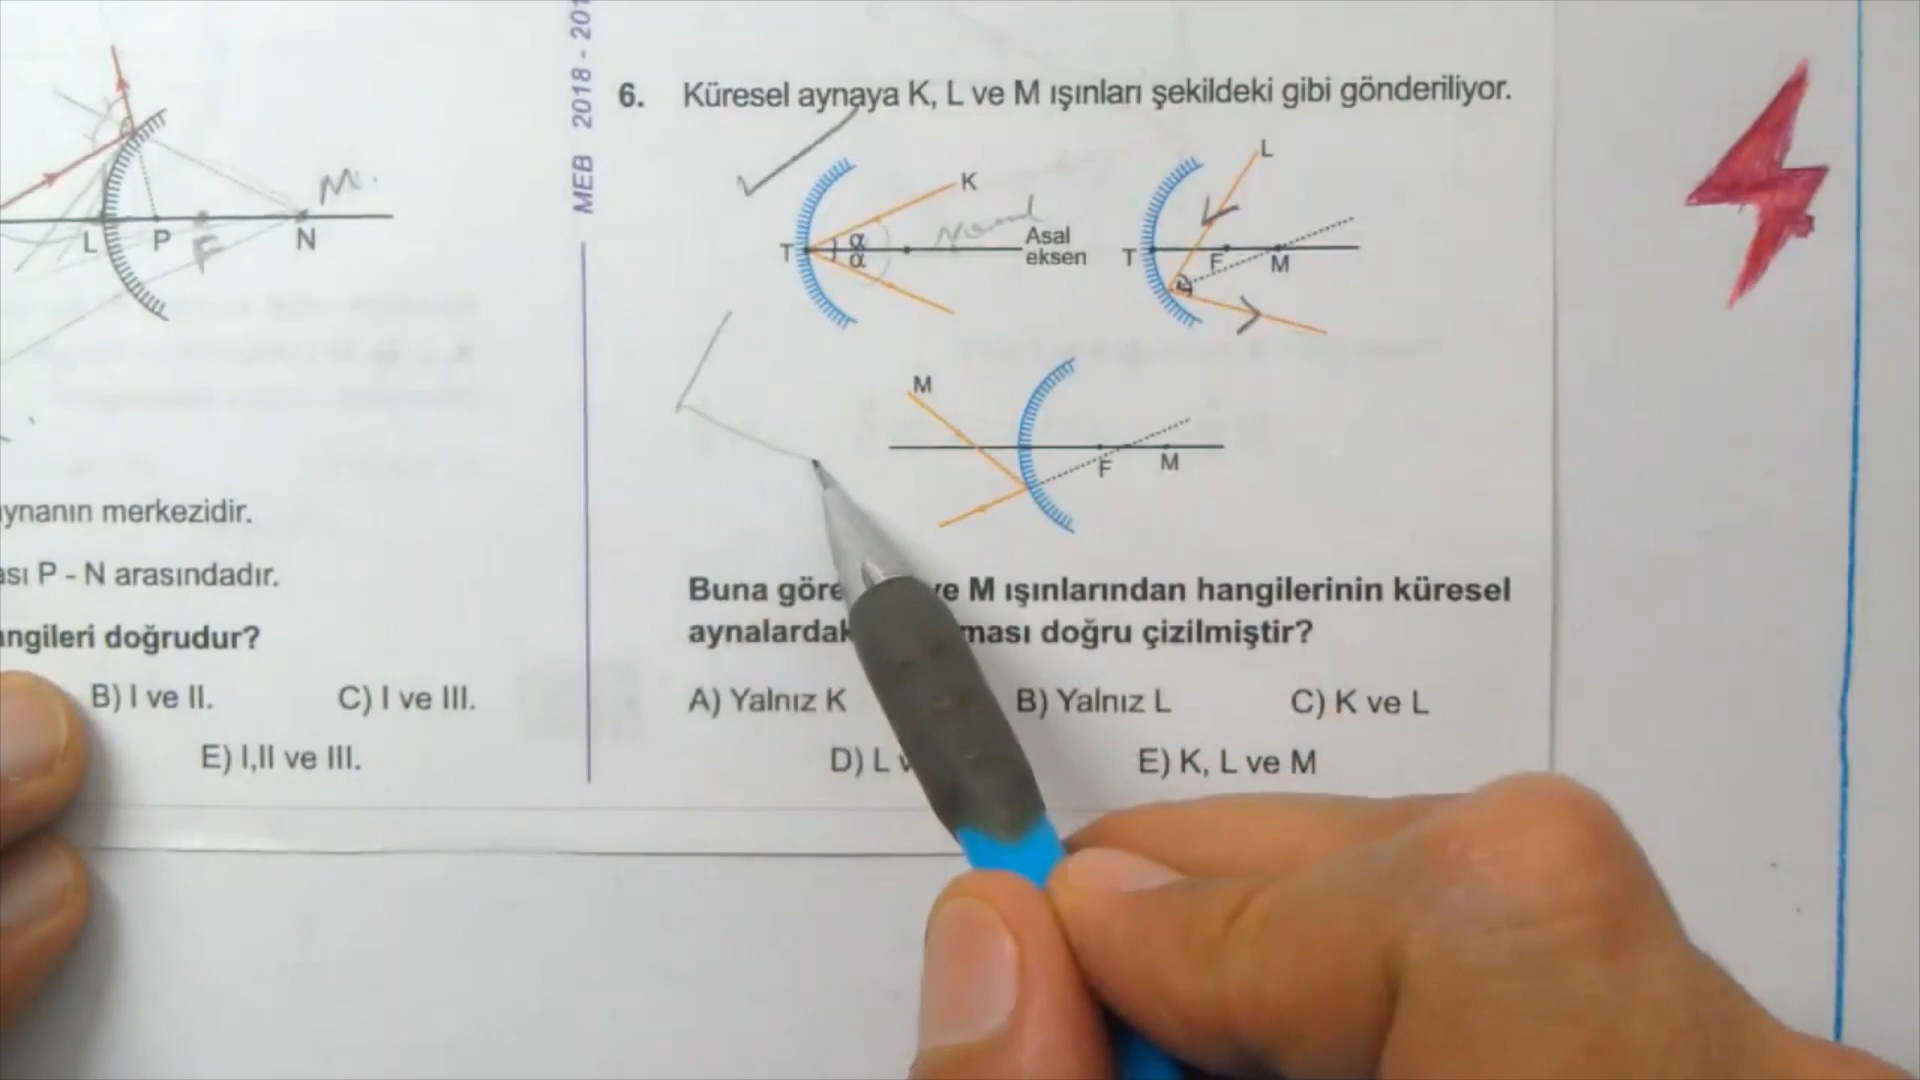 L
P
N
M
F
ynanın merkezidir.
ası P - N arasındadır.
angileri doğrudur?
B) I ve II.
C) I ve III.
E) I,II ve III.
MEB 2018 - 201
6. Küresel aynaya K, L ve M ışınları şekildeki gibi gönderiliyor.
K
T
α
α
Normal
Asal
eksen
L
T
F
M
M
F
M
Buna göre ve M ışınlarından hangilerinin küresel
aynalardak ması doğru çizilmiştir?
A) Yalnız K
B) Yalnız L
C) K ve L
D) L v
E) K, L ve M